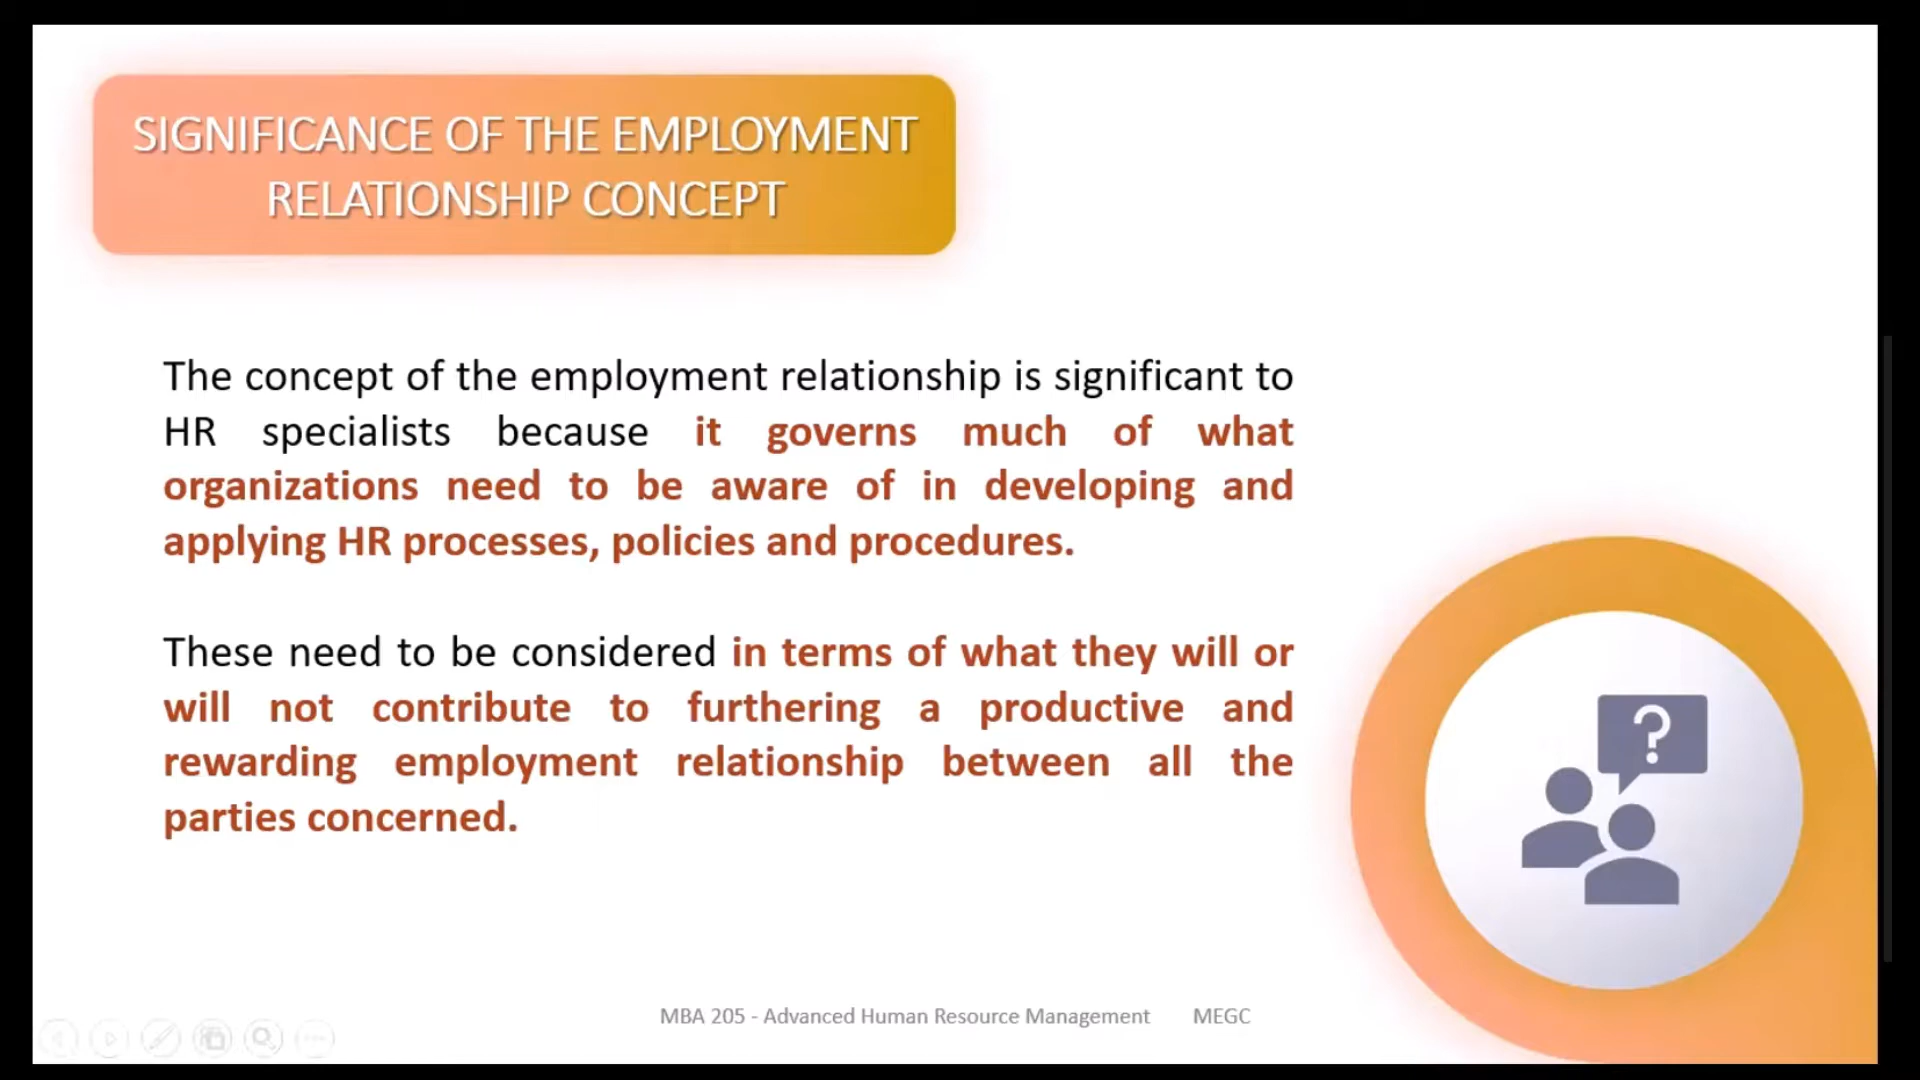 SIGNIFICANCE OF THE EMPLOYMENT
RELATIONSHIP CONCEPT
The concept of the employment relationship is significant to
HR specialists because it governs much of what
organizations need to be aware of in developing and
applying HR processes, policies and procedures.
These need to be considered in terms of what they will or
will not contribute to furthering a productive and
rewarding employment relationship between all the
parties concerned.
?
MBA 205 - Advanced Human Resource Management MEGC